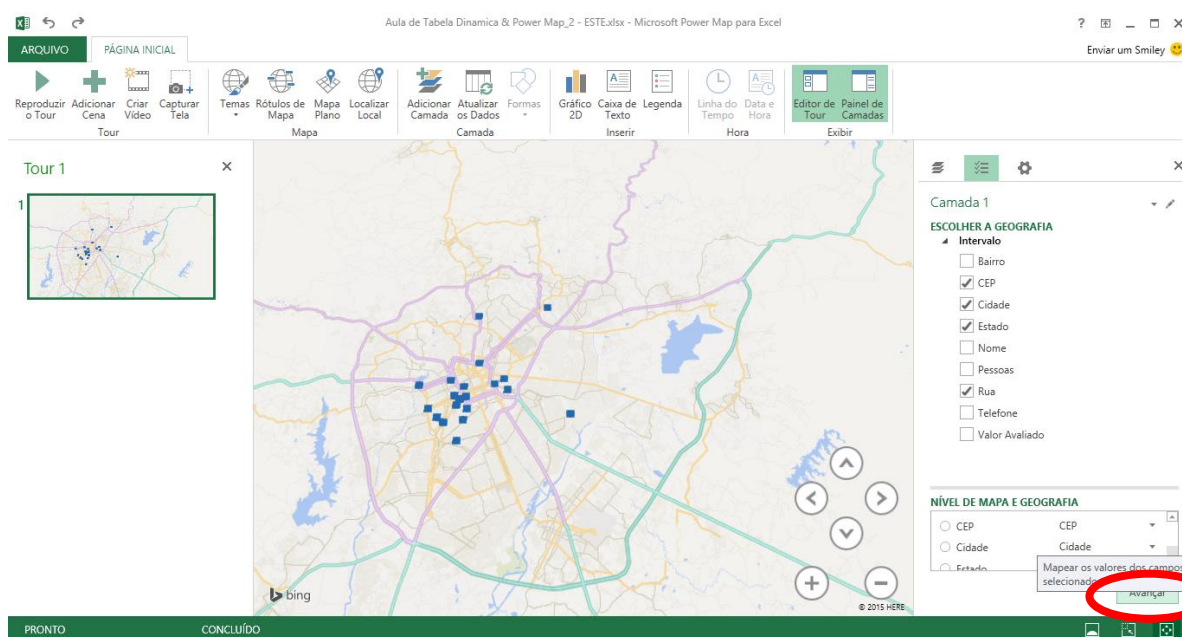 Aula de Tabela Dinamica & Power Map_2 - ESTE.xlsx - Microsoft Power Map para Excel
?
ARQUIVO PÁGINA INICIAL Enviar um Smiley
Reproduzir o Tour
Adicionar Cena
Criar Vídeo
Capturar Tela
Tour
Temas
Rótulos de Mapa
Mapa Plano
Localizar Local
Mapa
Adicionar Camada
Atualizar os Dados
Formas
Camada
Gráfico 2D
Caixa de Texto
Legenda
Inserir
Linha do Tempo
Data e Hora
Hora
Editor de Tour
Painel de Camadas
Exibir
Tour 1
1
bing
© 2015 HERE
Camada 1
ESCOLHER A GEOGRAFIA
Intervalo
Bairro
CEP
Cidade
Estado
Nome
Pessoas
Rua
Telefone
Valor Avaliado
NÍVEL DE MAPA E GEOGRAFIA
CEP CEP
Cidade Cidade
Estado
Mapear os valores dos campos
Avançar
PRONTO CONCLUÍDO